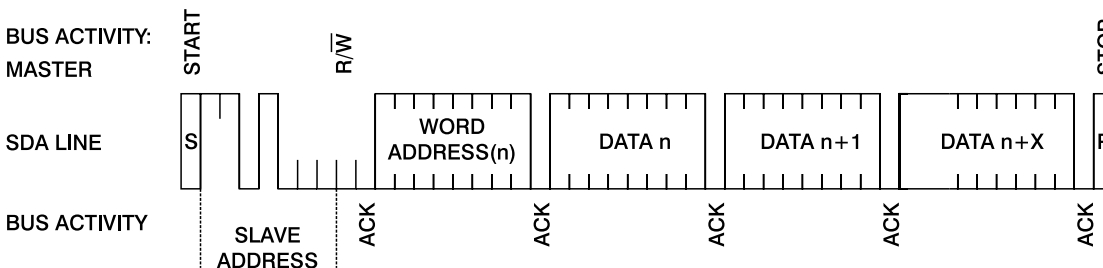 BUS ACTIVITY:
MASTER
START
R/W̅
STOP
SDA LINE
S
WORD
ADDRESS(n)
DATA n
DATA n+1
DATA n+X
P
BUS ACTIVITY
SLAVE
ADDRESS
ACK
ACK
ACK
ACK
ACK